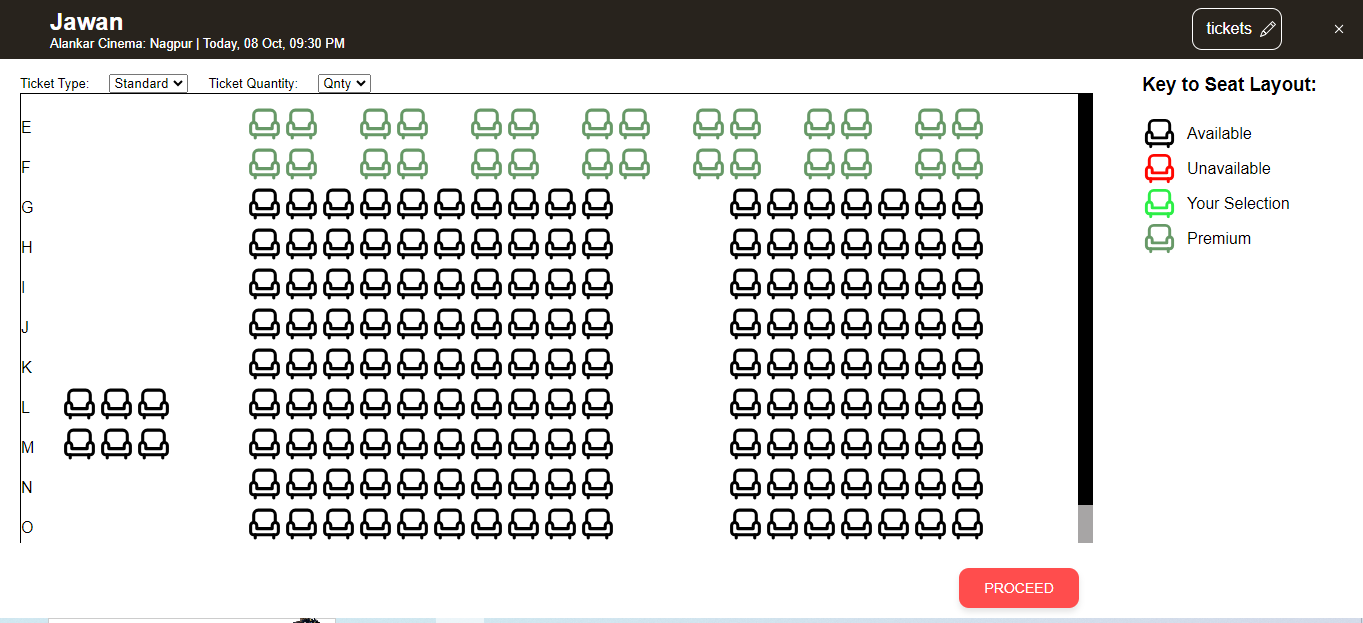 Jawan
Alankar Cinema: Nagpur | Today, 08 Oct, 09:30 PM
tickets
×
Ticket Type: Standard Ticket Quantity: Qnty
E
F
G
H
I
J
K
L
M
N
O
Key to Seat Layout:
Available
Unavailable
Your Selection
Premium
PROCEED